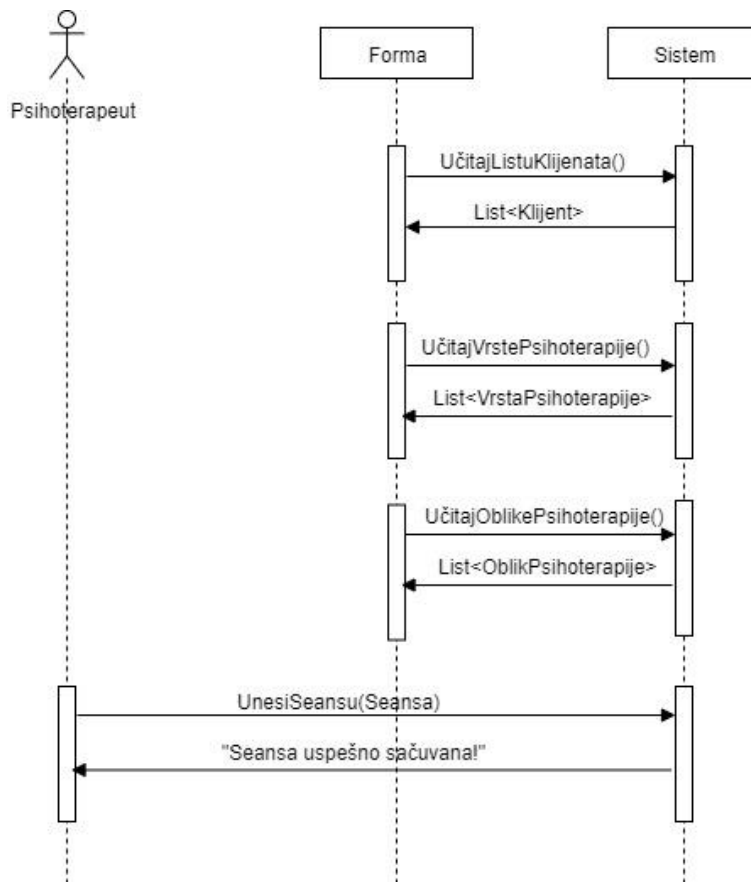 Forma
Sistem
Psihoterapeut
UčitajListuKlijenata()
List<Klijent>
UčitajVrstePsihoterapije()
List<VrstaPsihoterapije>
UčitajOblikePsihoterapije()
List<OblikPsihoterapije>
UnesiSeansu(Seansa)
"Seansa uspešno sačuvana!"